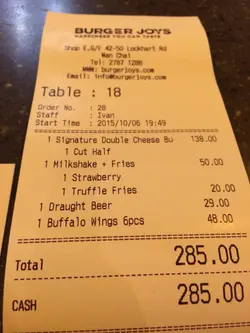 BURGER JOYS
HAPPINESS YOU CAN TASTE
Shop E,G/F 42-50 Lockhart Rd
Wan Chai
Tel: 2767 1288
WWW: burgerjoys.com
Email: info@burgerjoys.com
Table : 18
Order No. : 28
Staff : Ivan
Start Time : 2015/10/06 19:49
1 Signature Double Cheese Bu 138.00
1 Cut Half
1 Milkshake + Fries 50.00
1 Strawberry
1 Truffle Fries 20.00
1 Draught Beer 29.00
1 Buffalo Wings 6pcs 48.00
Total 285.00
CASH 285.00